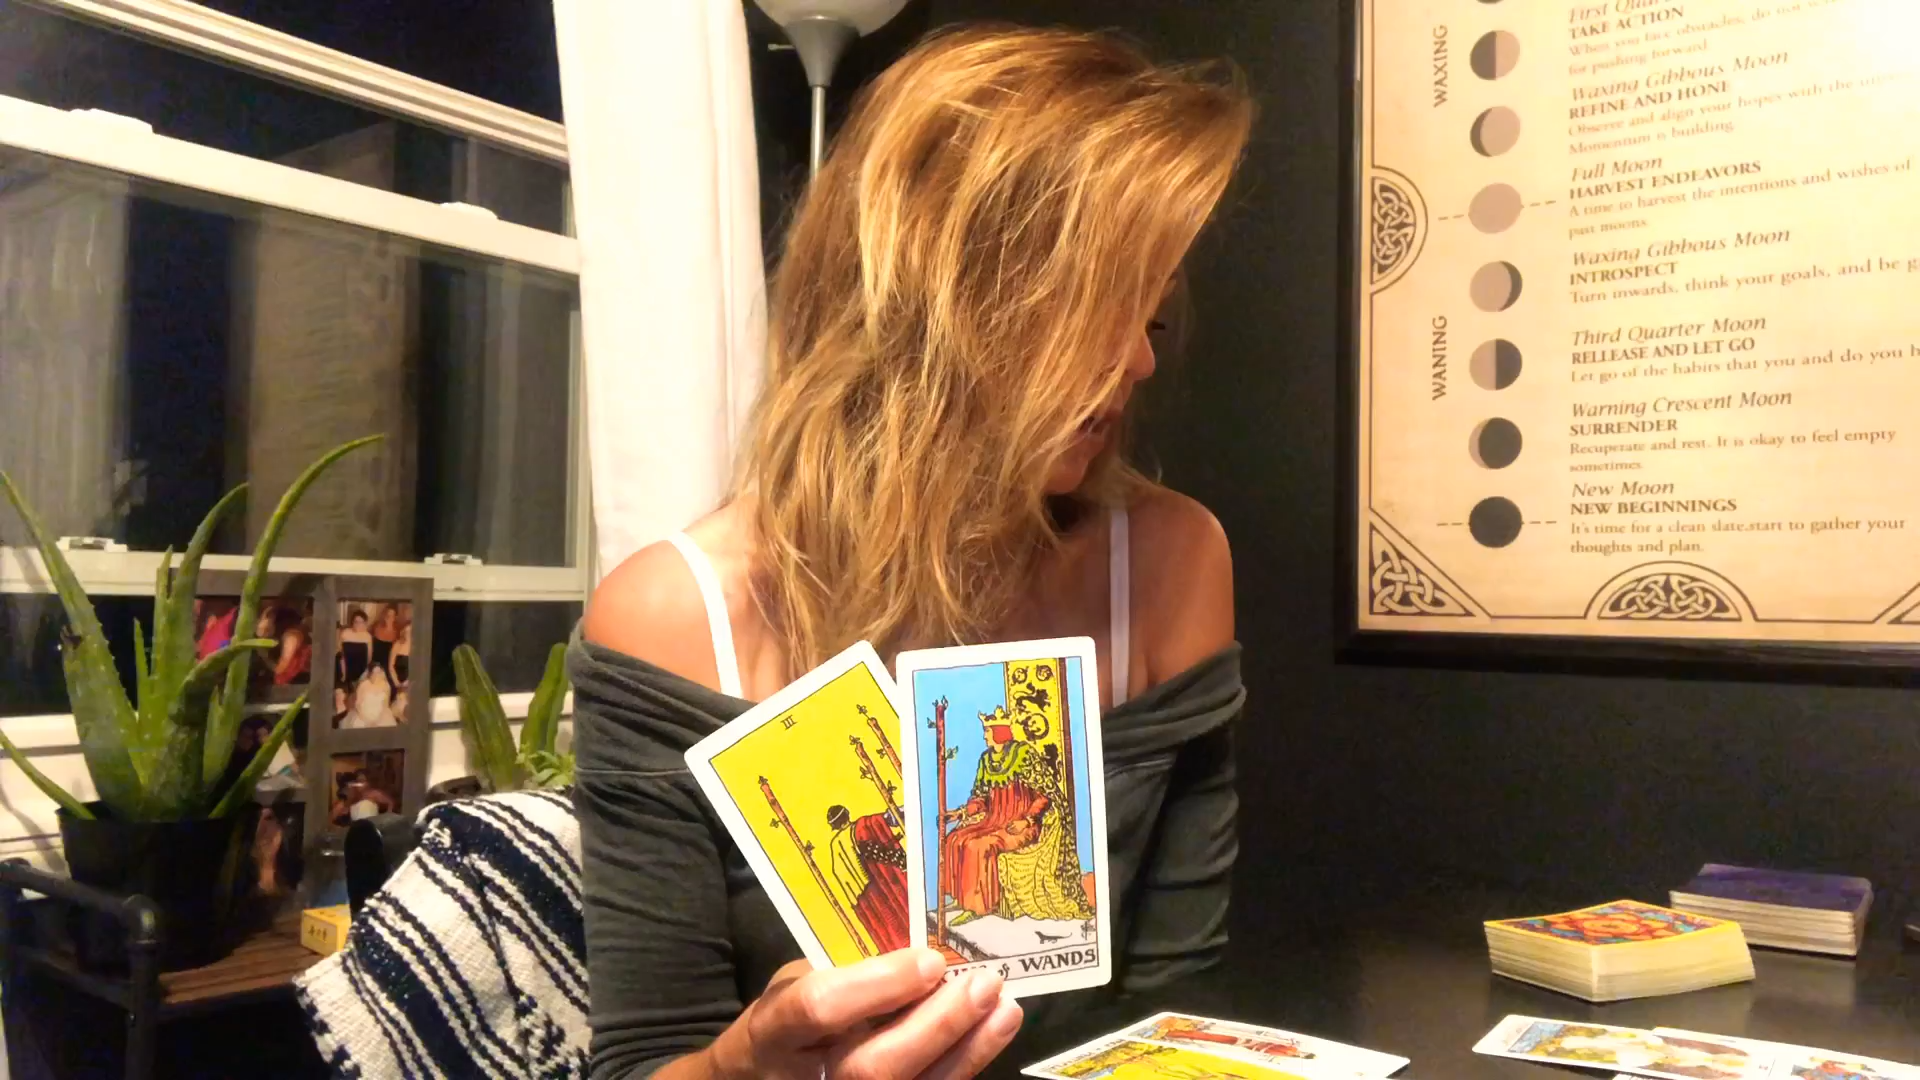 WAXING
First
TAKE ACTION
When you face obstacles, do not
for pushing forward.
Waxing Gibbous Moon
REFINE AND HONE
Observe and align your hopes with the
Momentum is building.
Full Moon
HARVEST ENDEAVORS
A time to harvest the intentions and wishes of
past moons.
Waxing Gibbous Moon
INTROSPECT
Turn inwards, think your goals, and be
WANING
Third Quarter Moon
RELLEASE AND LET GO
Let go of the habits that you and do you
Warning Crescent Moon
SURRENDER
Recuperate and rest. It is okay to feel empty
sometimes
New Moon
NEW BEGINNINGS
It's time for a clean slate.start to gather your
thoughts and plan.
III
of WANDS